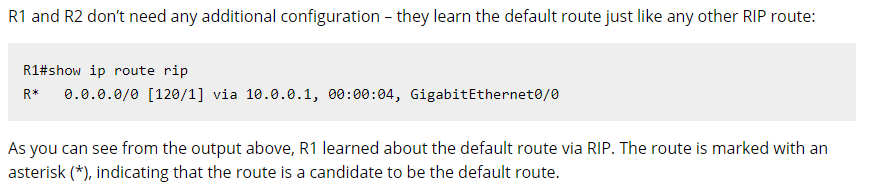 R1 and R2 don’t need any additional configuration – they learn the default route just like any other RIP route:
R1#show ip route rip
R*   0.0.0.0/0 [120/1] via 10.0.0.1, 00:00:04, GigabitEthernet0/0
As you can see from the output above, R1 learned about the default route via RIP. The route is marked with an
asterisk (*), indicating that the route is a candidate to be the default route.